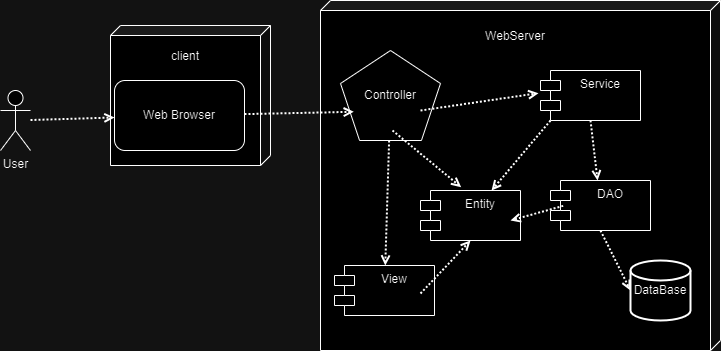 WebServer
client
Controller
Service
Web Browser
User
Entity
DAO
View
DataBase